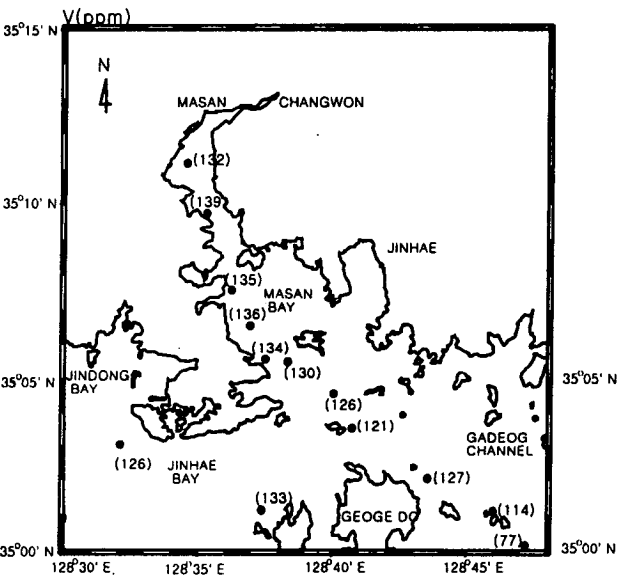 V(ppm)
35°15' N
N
4
MASAN
CHANGWON
(132)
35°10' N
(139)
JINHAE
(135)
MASAN
BAY
(136)
(134)
(130)
35°05' N
35°05' N
JINDONG
BAY
(126)
(121)
GADEOG
CHANNEL
(126)
JINHAE
BAY
(127)
(133)
(114)
GEOGE DO
(77)
35°00' N
35°00' N
128°30' E.
128°35' E
128°40' E
128°45' E